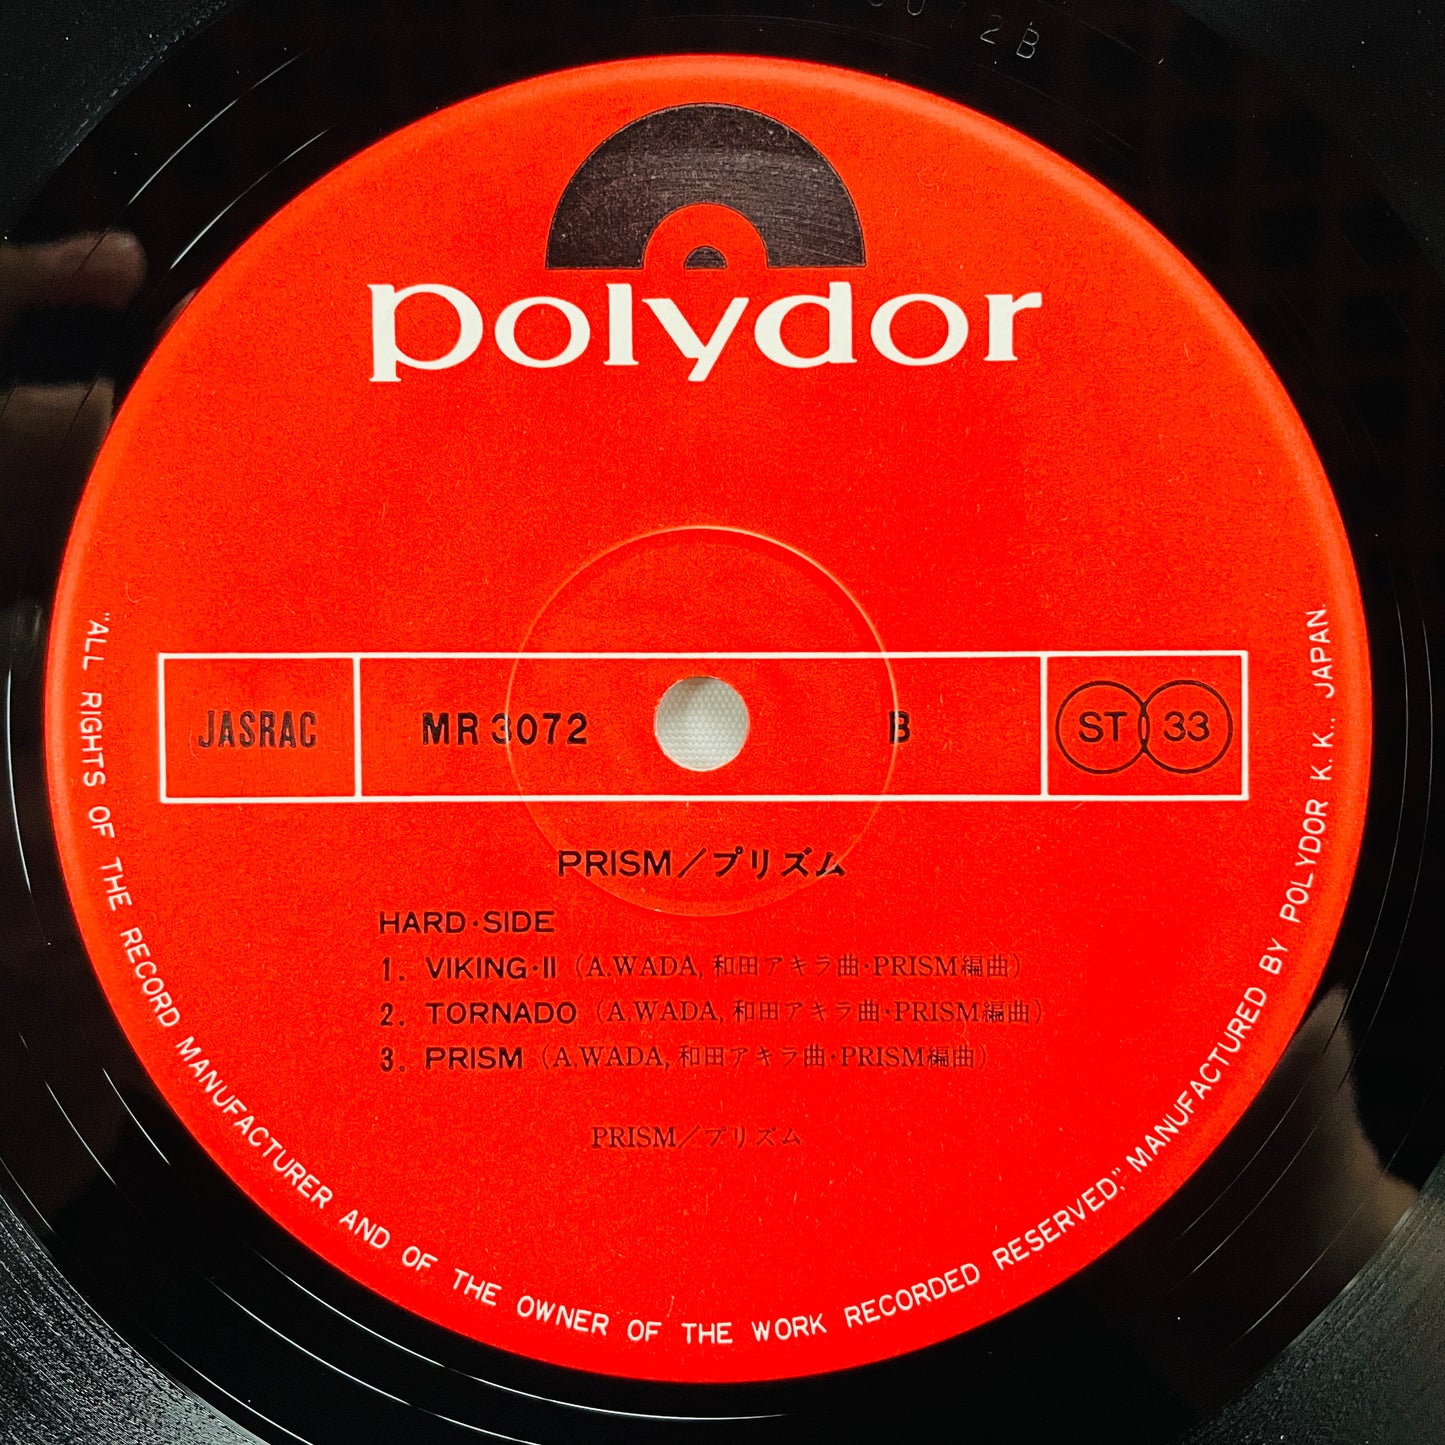 072B
polydor
JASRAC
MR 3072
B
ST 33
PRISM/プリズム
HARD・SIDE
1. VIKING・II (A.WADA, 和田アキラ曲・PRISM編曲)
2. TORNADO (A.WADA, 和田アキラ曲・PRISM編曲)
3. PRISM (A.WADA, 和田アキラ曲・PRISM編曲)
PRISM/プリズム
"ALL RIGHTS OF THE RECORD MANUFACTURER AND OF THE OWNER OF THE WORK RECORDED RESERVED," MANUFACTURED BY POLYDOR K.K., JAPAN.